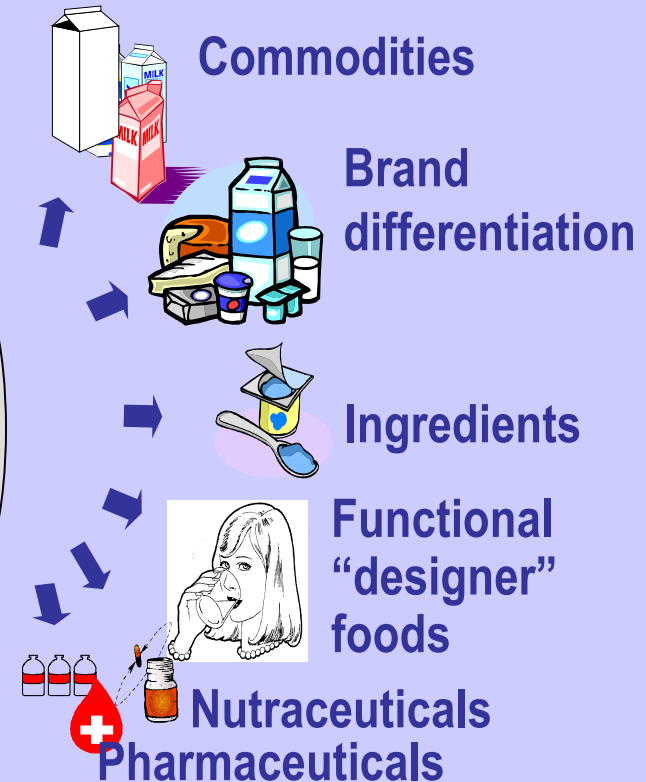 Commodities
MILK
MILK MILK
Brand
differentiation
Ingredients
Functional
“designer”
foods
Nutraceuticals
Pharmaceuticals